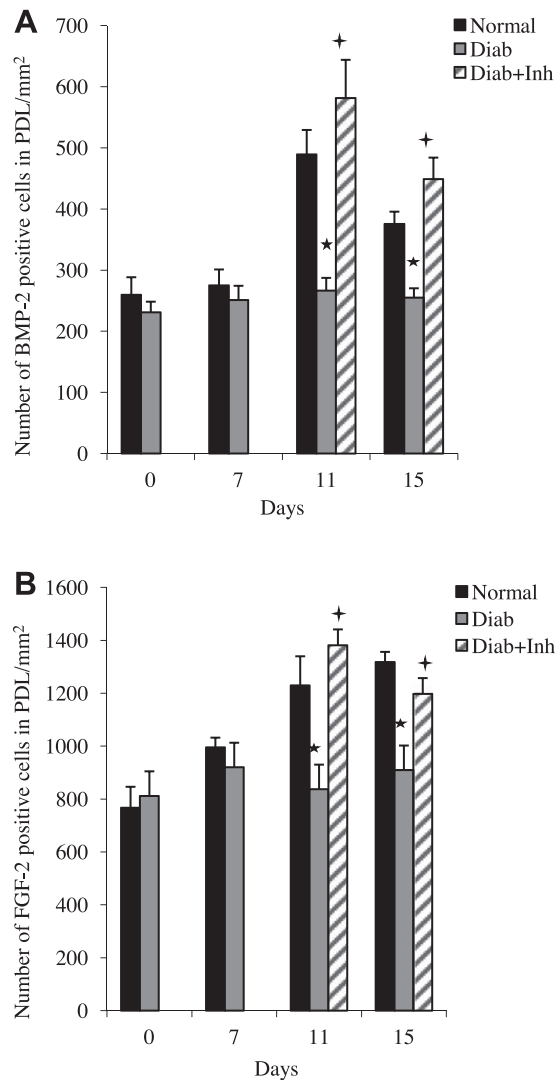 A
Number of BMP-2 positive cells in PDL/mm²
700
600
500
400
300
200
100
0
0 7 11 15
Days
Normal
Diab
Diab+Inh
B
Number of FGF-2 positive cells in PDL/mm²
1600
1400
1200
1000
800
600
400
200
0
0 7 11 15
Days
Normal
Diab
Diab+Inh